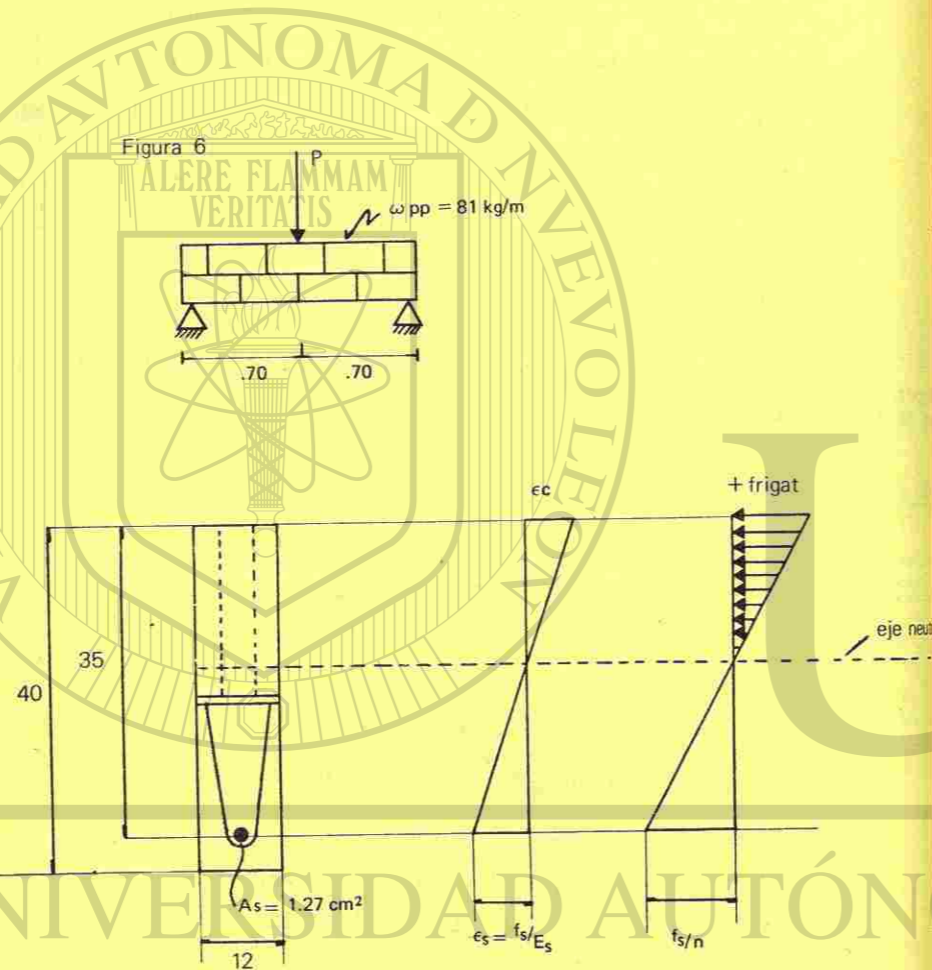 Figura 6
P
ω pp = 81 kg/m
.70 .70
ALERE FLAMMAM
VERITATIS
εc
+ frigat
eje neut
35
40
As = 1.27 cm²
12
εs = fs/Es
fs/n
UNIVERSIDAD AUTÓN